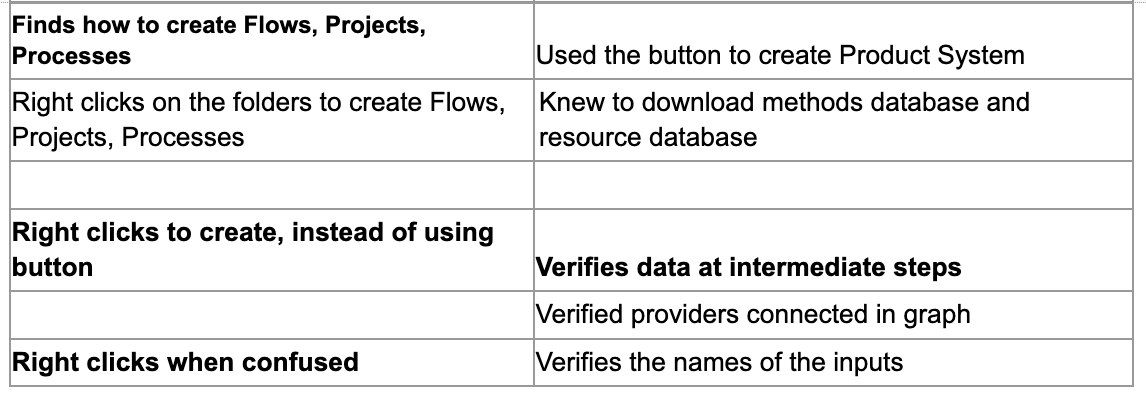 Finds how to create Flows, Projects,
Processes
Used the button to create Product System
Right clicks on the folders to create Flows,
Projects, Processes
Knew to download methods database and
resource database
Right clicks to create, instead of using
button
Verifies data at intermediate steps
Verified providers connected in graph
Right clicks when confused
Verifies the names of the inputs